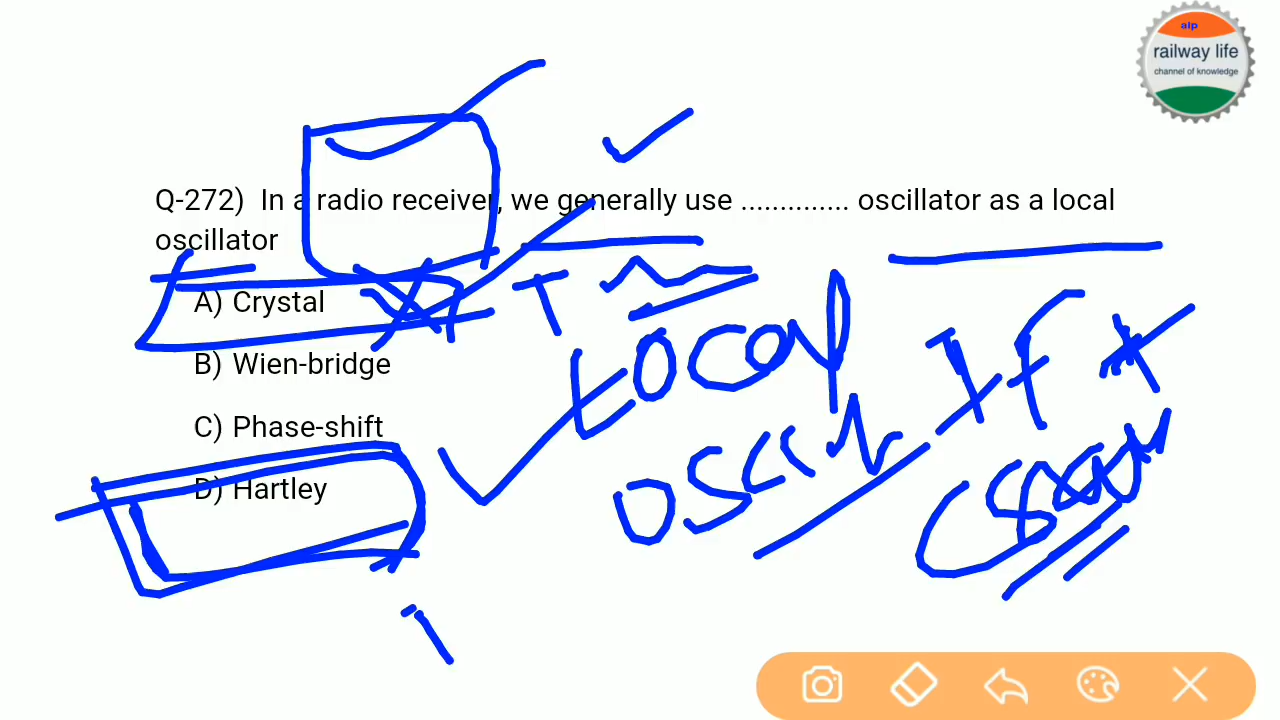 alp
railway life
channel of knowledge
Q-272) In a radio receiver, we generally use .............. oscillator as a local
oscillator
A) Crystal
B) Wien-bridge
C) Phase-shift
D) Hartley
Local
IF